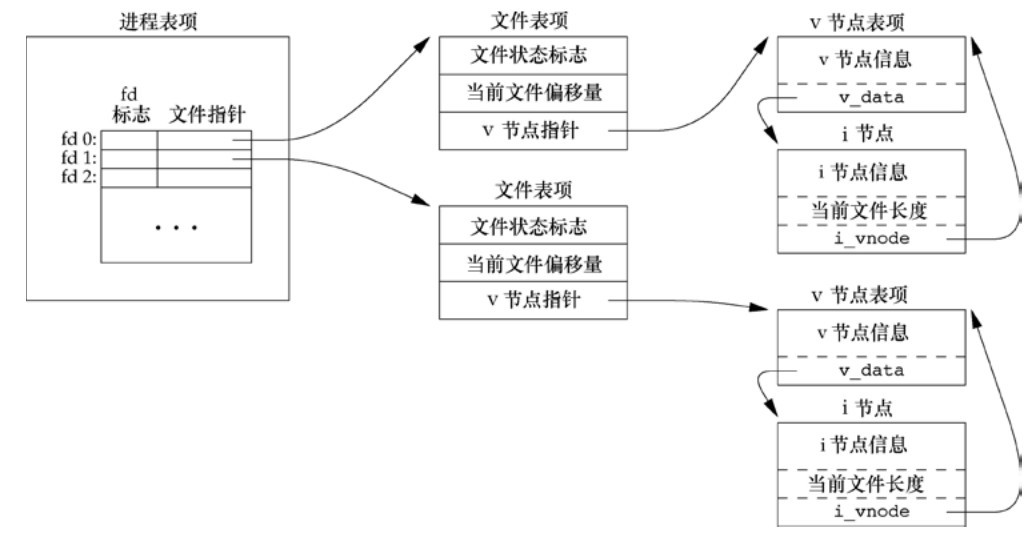 进程表项
fd
标志 文件指针
fd 0:
fd 1:
fd 2:
• • •
文件表项
文件状态标志
当前文件偏移量
v 节点指针
文件表项
文件状态标志
当前文件偏移量
v 节点指针
v 节点表项
v 节点信息
v_data
i 节点
i 节点信息
当前文件长度
i_vnode
v 节点表项
v 节点信息
v_data
i 节点
i 节点信息
当前文件长度
i_vnode